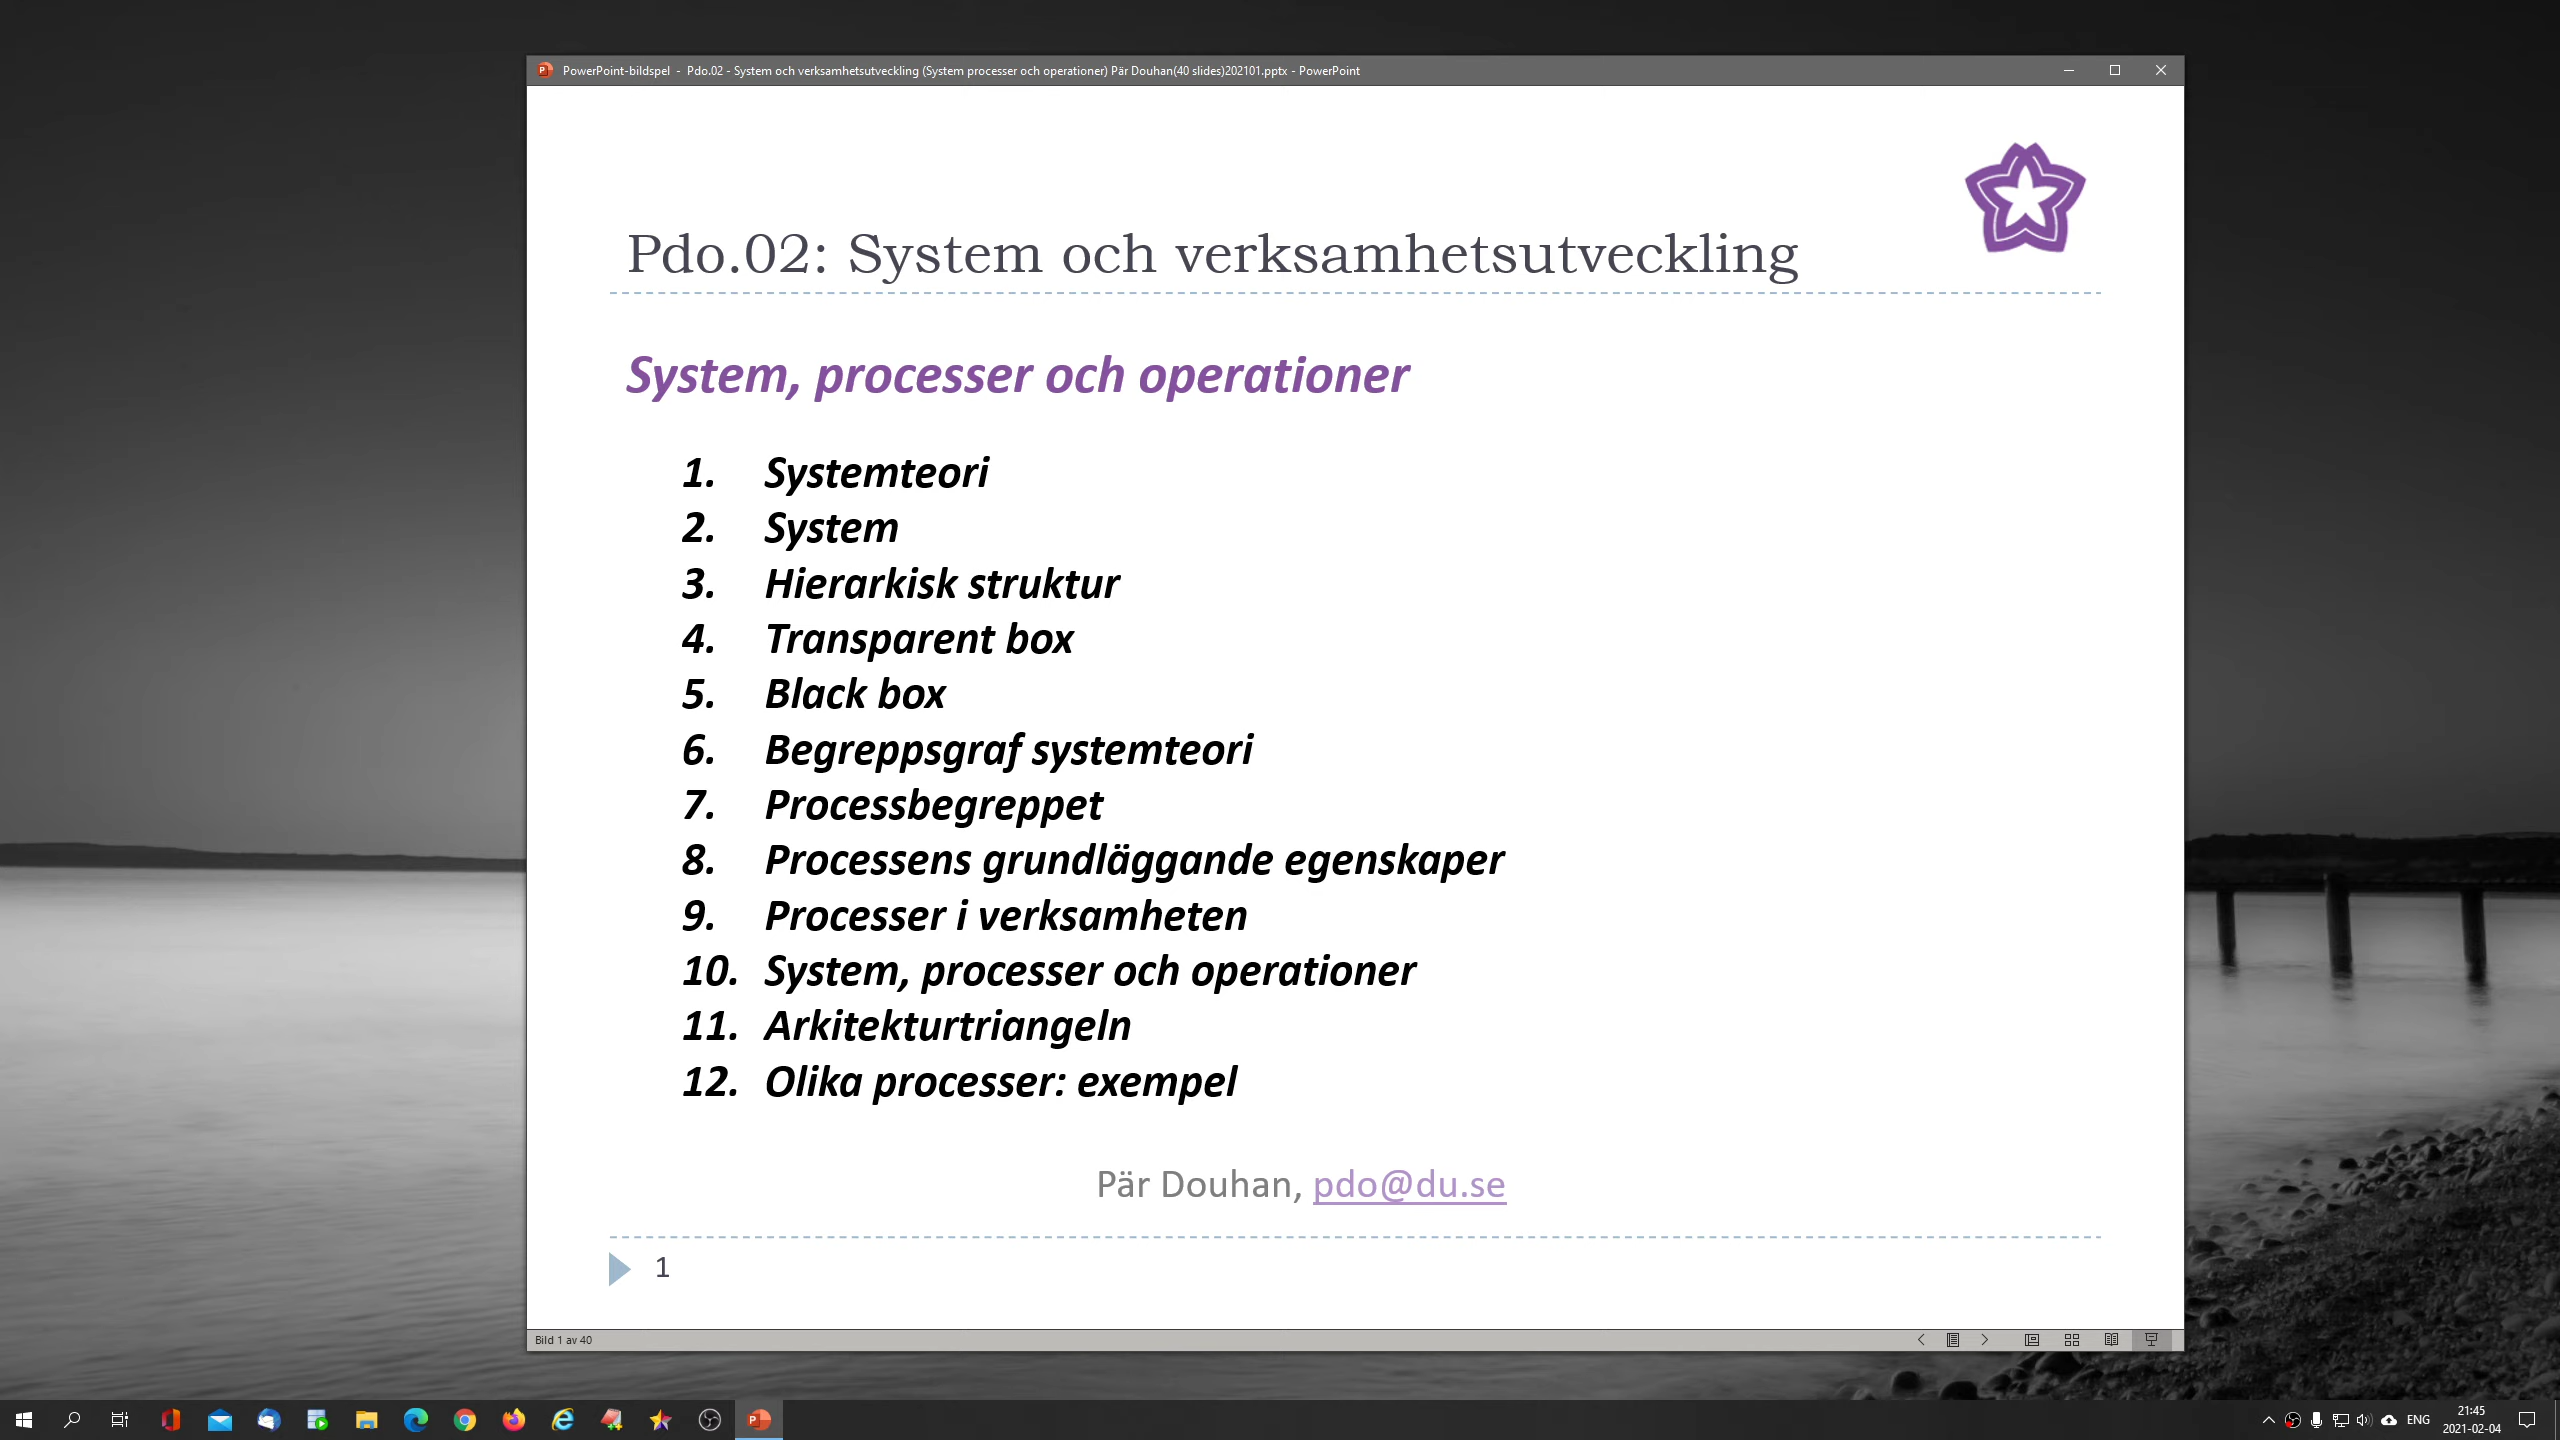 PowerPoint-bildspel - Pdo.02 - System och verksamhetsutveckling (System processer och operationer) Pär Douhan(40 slides)202101.pptx - PowerPoint
Pdo.02: System och verksamhetsutveckling
System, processer och operationer
1. Systemteori
2. System
3. Hierarkisk struktur
4. Transparent box
5. Black box
6. Begreppsgraf systemteori
7. Processbegreppet
8. Processens grundläggande egenskaper
9. Processer i verksamheten
10. System, processer och operationer
11. Arkitekturtriangeln
12. Olika processer: exempel
Pär Douhan, pdo@du.se
1
Bild 1 av 40
ENG
21:45
2021-02-04